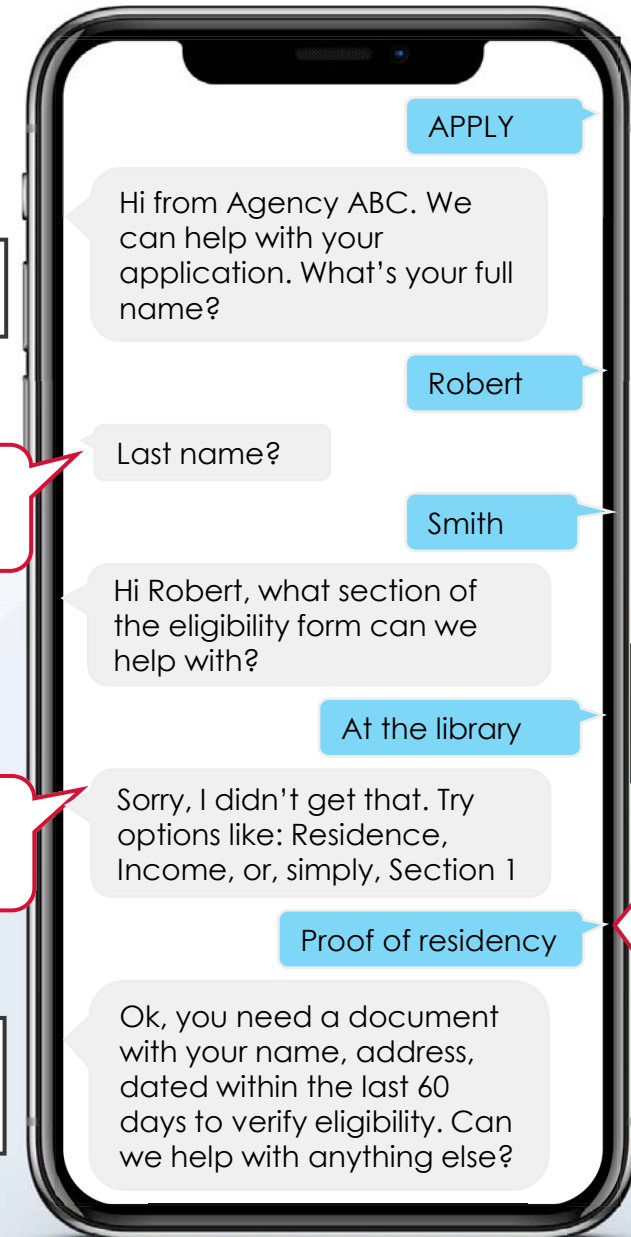 APPLY
Hi from Agency ABC. We
can help with your
application. What’s your full
name?
Robert
Last name?
Smith
Hi Robert, what section of
the eligibility form can we
help with?
At the library
Sorry, I didn’t get that. Try
options like: Residence,
Income, or, simply, Section 1
Proof of residency
Ok, you need a document
with your name, address,
dated within the last 60
days to verify eligibility. Can
we help with anything else?